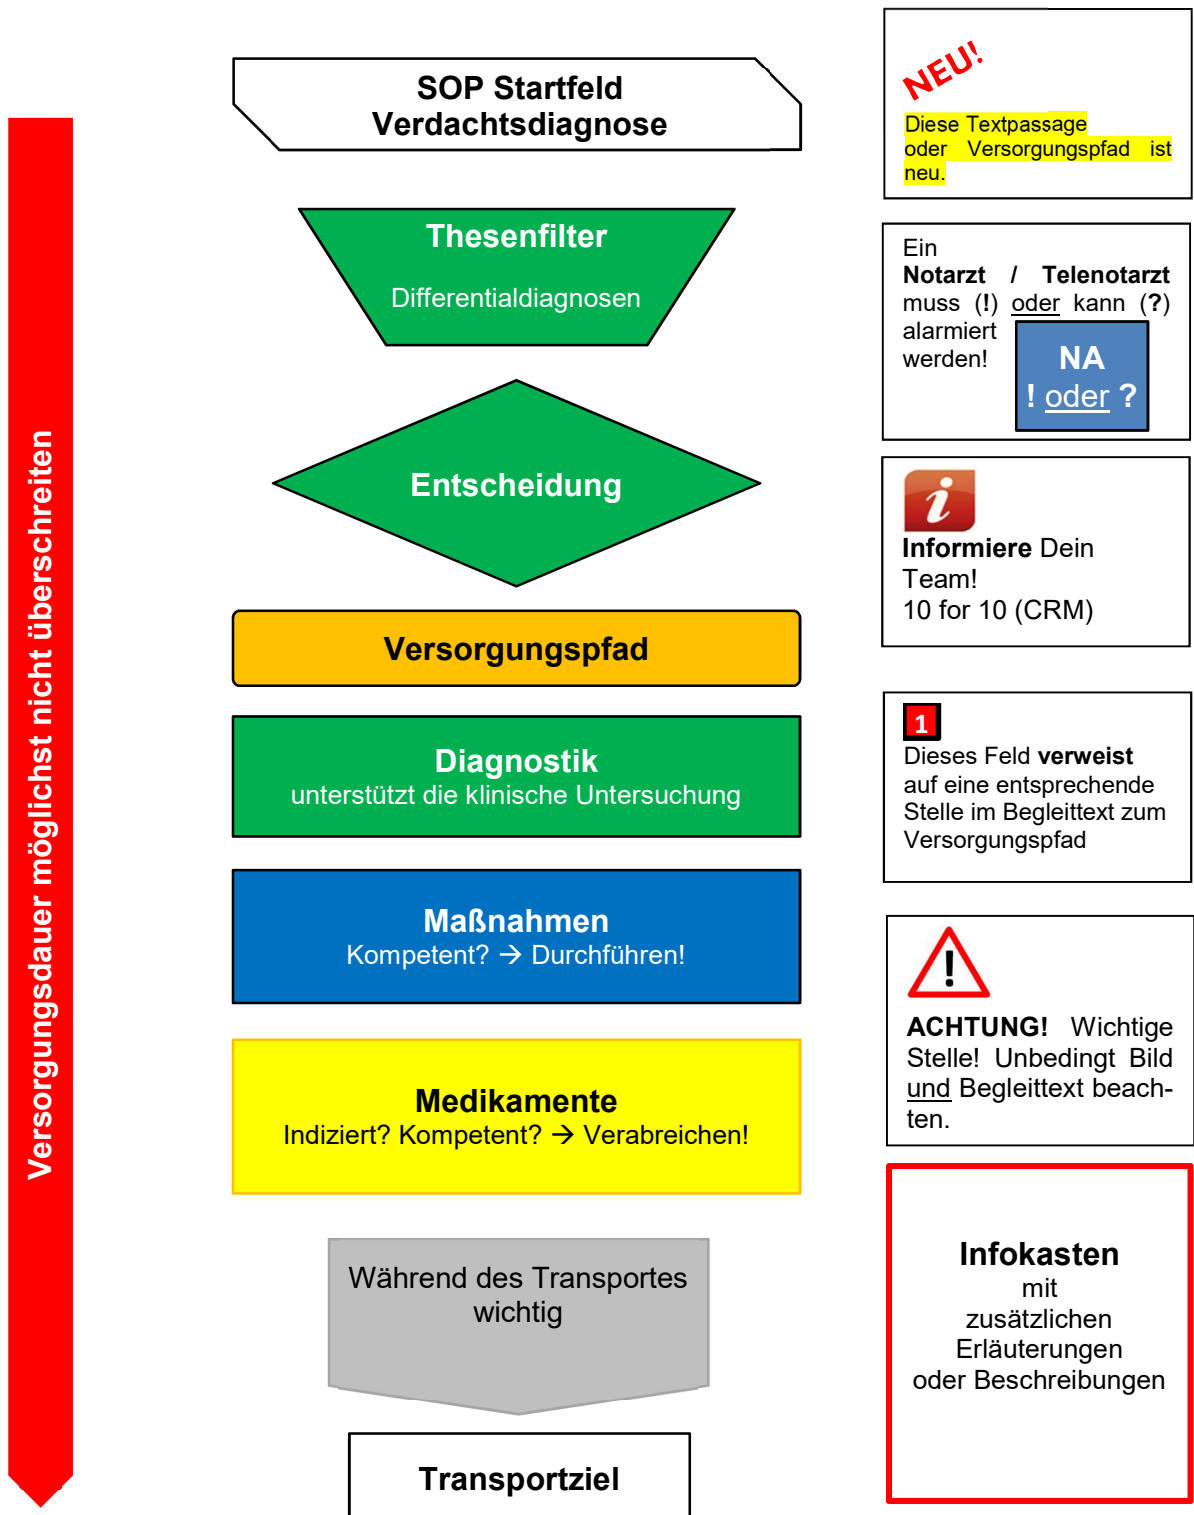 Versorgungsdauer möglichst nicht überschreiten
SOP Startfeld
Verdachtsdiagnose
Thesenfilter
Differentialdiagnosen
Entscheidung
Versorgungspfad
Diagnostik
unterstützt die klinische Untersuchung
Maßnahmen
Kompetent? → Durchführen!
Medikamente
Indiziert? Kompetent? → Verabreichen!
Während des Transportes
wichtig
Transportziel
NEU!
Diese Textpassage
oder Versorgungspfad ist
neu.
Ein
Notarzt / Telenotarzt
muss (!) oder kann (?)
alarmiert
werden!
NA
! oder ?
i
Informiere Dein
Team!
10 for 10 (CRM)
1
Dieses Feld verweist
auf eine entsprechende
Stelle im Begleittext zum
Versorgungspfad
!
ACHTUNG! Wichtige
Stelle! Unbedingt Bild
und Begleittext beach-
ten.
Infokasten
mit
zusätzlichen
Erläuterungen
oder Beschreibungen